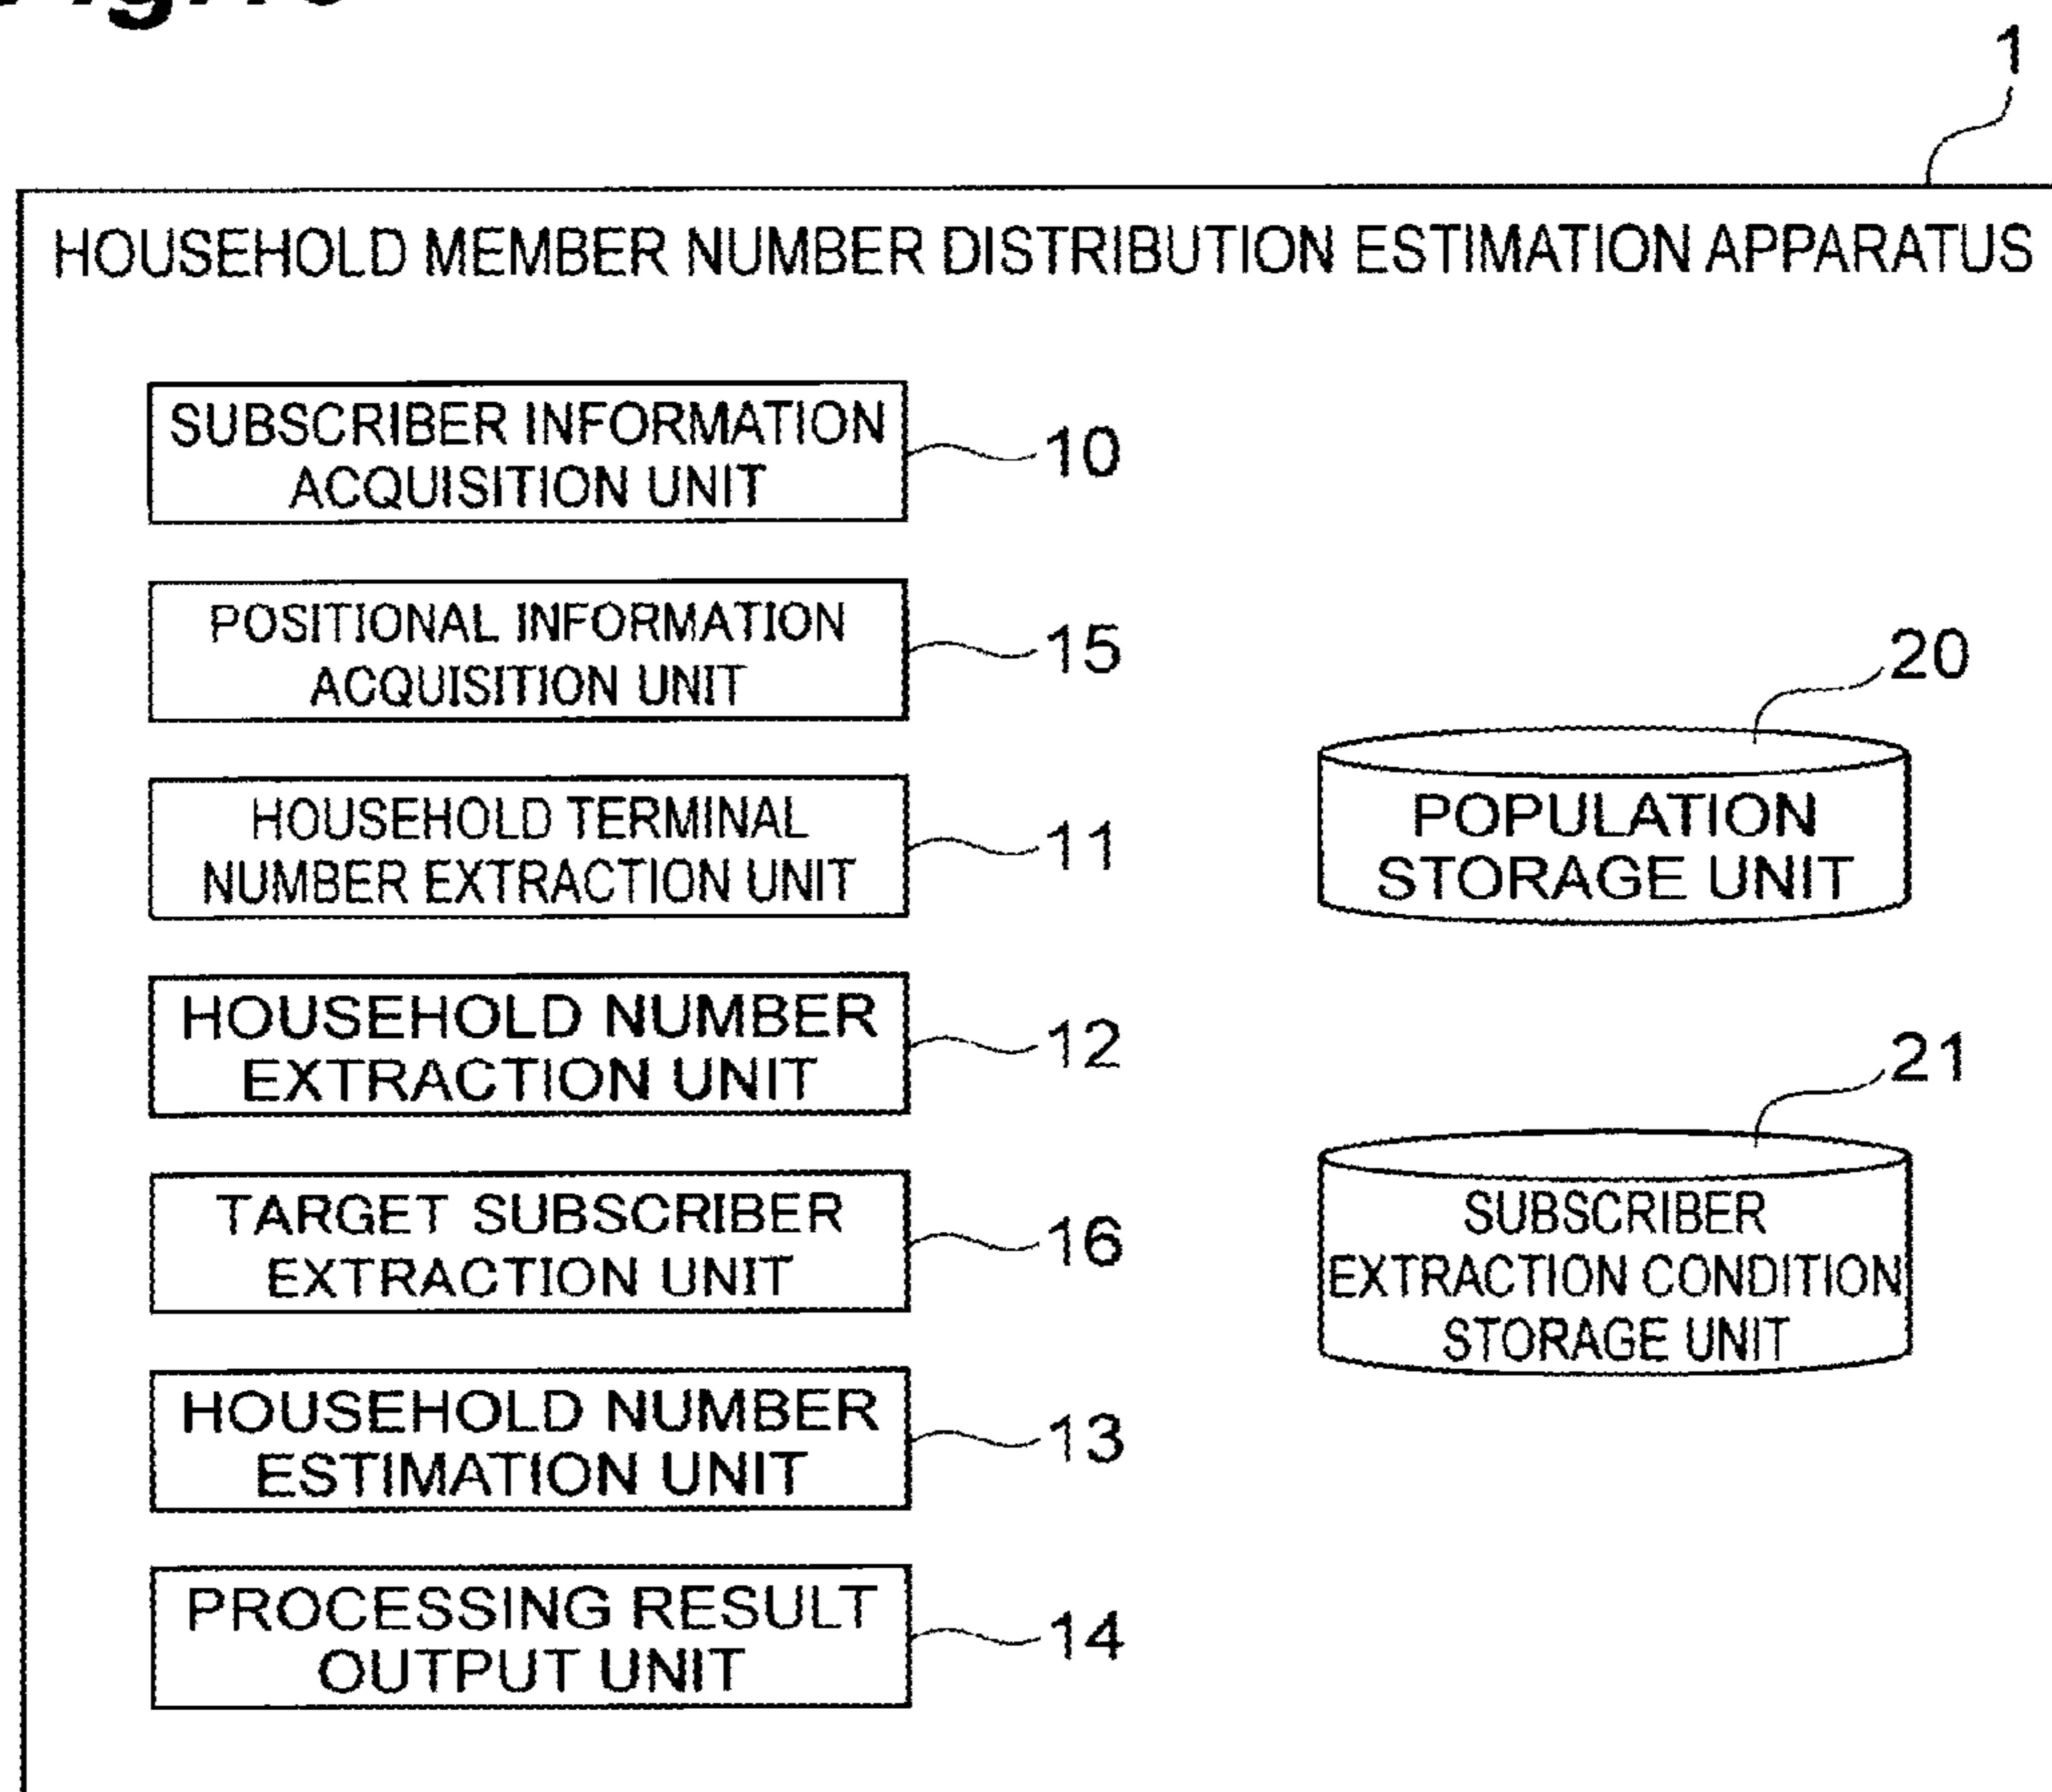 1
HOUSEHOLD MEMBER NUMBER DISTRIBUTION ESTIMATION APPARATUS
SUBSCRIBER INFORMATION
ACQUISITION UNIT
10
POSITIONAL INFORMATION
ACQUISITION UNIT
15
HOUSEHOLD TERMINAL
NUMBER EXTRACTION UNIT
11
HOUSEHOLD NUMBER
EXTRACTION UNIT
12
TARGET SUBSCRIBER
EXTRACTION UNIT
16
HOUSEHOLD NUMBER
ESTIMATION UNIT
13
PROCESSING RESULT
OUTPUT UNIT
14
20
POPULATION
STORAGE UNIT
21
SUBSCRIBER
EXTRACTION CONDITION
STORAGE UNIT